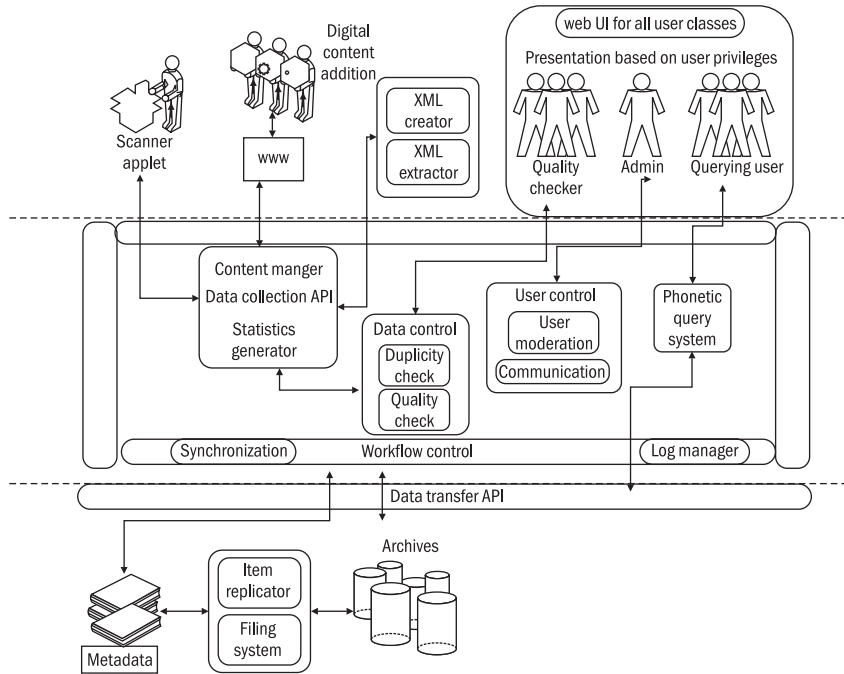 Digital
content
addition
web UI for all user classes
Presentation based on user privileges
Scanner
applet
www
XML
creator
XML
extractor
Quality
checker
Admin
Querying user
Content manger
Data collection API
Statistics
generator
Data control
Duplicity
check
Quality
check
User control
User
moderation
Communication
Phonetic
query
system
Synchronization
Workflow control
Log manager
Data transfer API
Archives
Item
replicator
Filing
system
Metadata